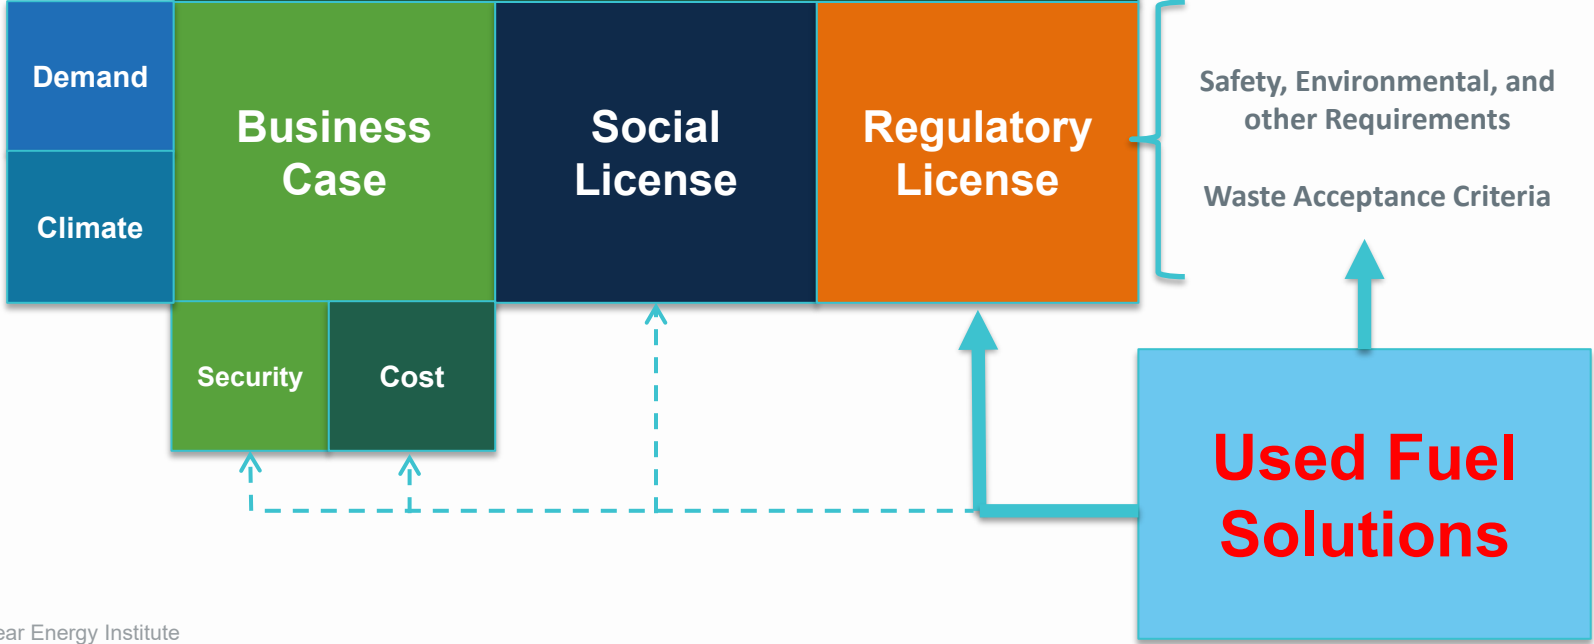 Demand
Climate
Business
Case
Security
Cost
Social
License
Regulatory
License
Safety, Environmental, and
other Requirements
Waste Acceptance Criteria
Used Fuel
Solutions
ear Energy Institute